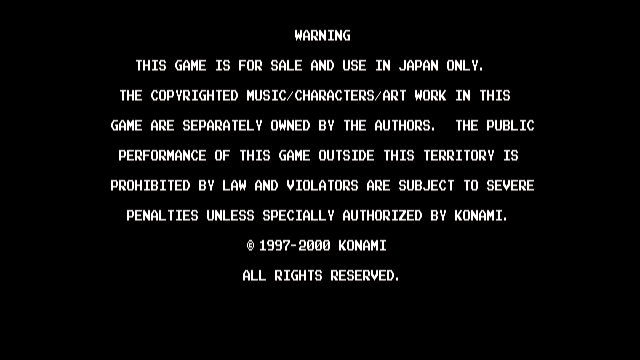 WARNING
THIS GAME IS FOR SALE AND USE IN JAPAN ONLY.
THE COPYRIGHTED MUSIC/CHARACTERS/ART WORK IN THIS
GAME ARE SEPARATELY OWNED BY THE AUTHORS. THE PUBLIC
PERFORMANCE OF THIS GAME OUTSIDE THIS TERRITORY IS
PROHIBITED BY LAW AND VIOLATORS ARE SUBJECT TO SEVERE
PENALTIES UNLESS SPECIALLY AUTHORIZED BY KONAMI.
© 1997-2000 KONAMI
ALL RIGHTS RESERVED.